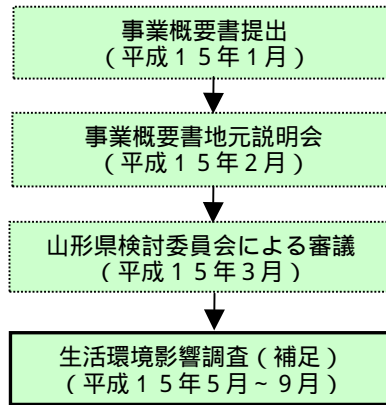 事業概要書提出
（平成１５年１月）
事業概要書地元説明会
（平成１５年２月）
山形県検討委員会による審議
（平成１５年３月）
生活環境影響調査（補足）
（平成１５年５月～９月）